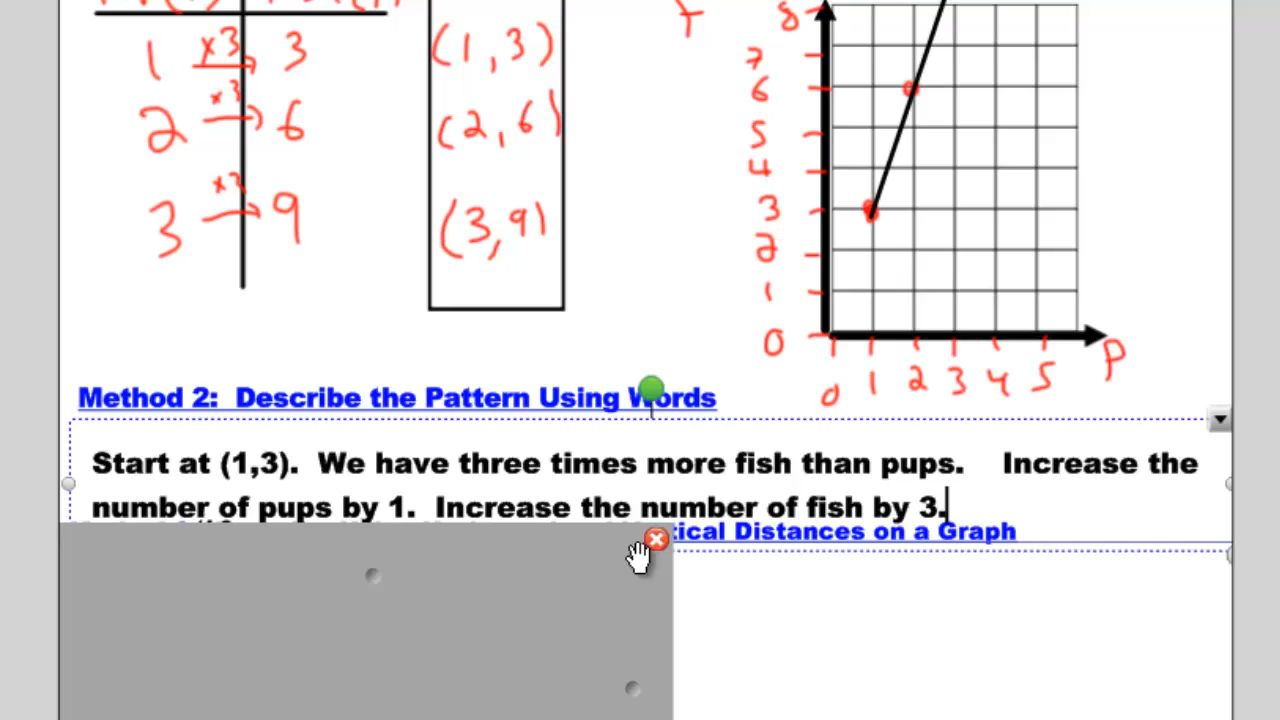 1 x3 3
2 x3 6
3 x3 9
(1,3)
(2,6)
(3,9)
8
7
6
5
4
3
2
1
0
0 1 2 3 4 5 P
Method 2: Describe the Pattern Using Words
Start at (1,3). We have three times more fish than pups. Increase the
number of pups by 1. Increase the number of fish by 3.
tical Distances on a Graph